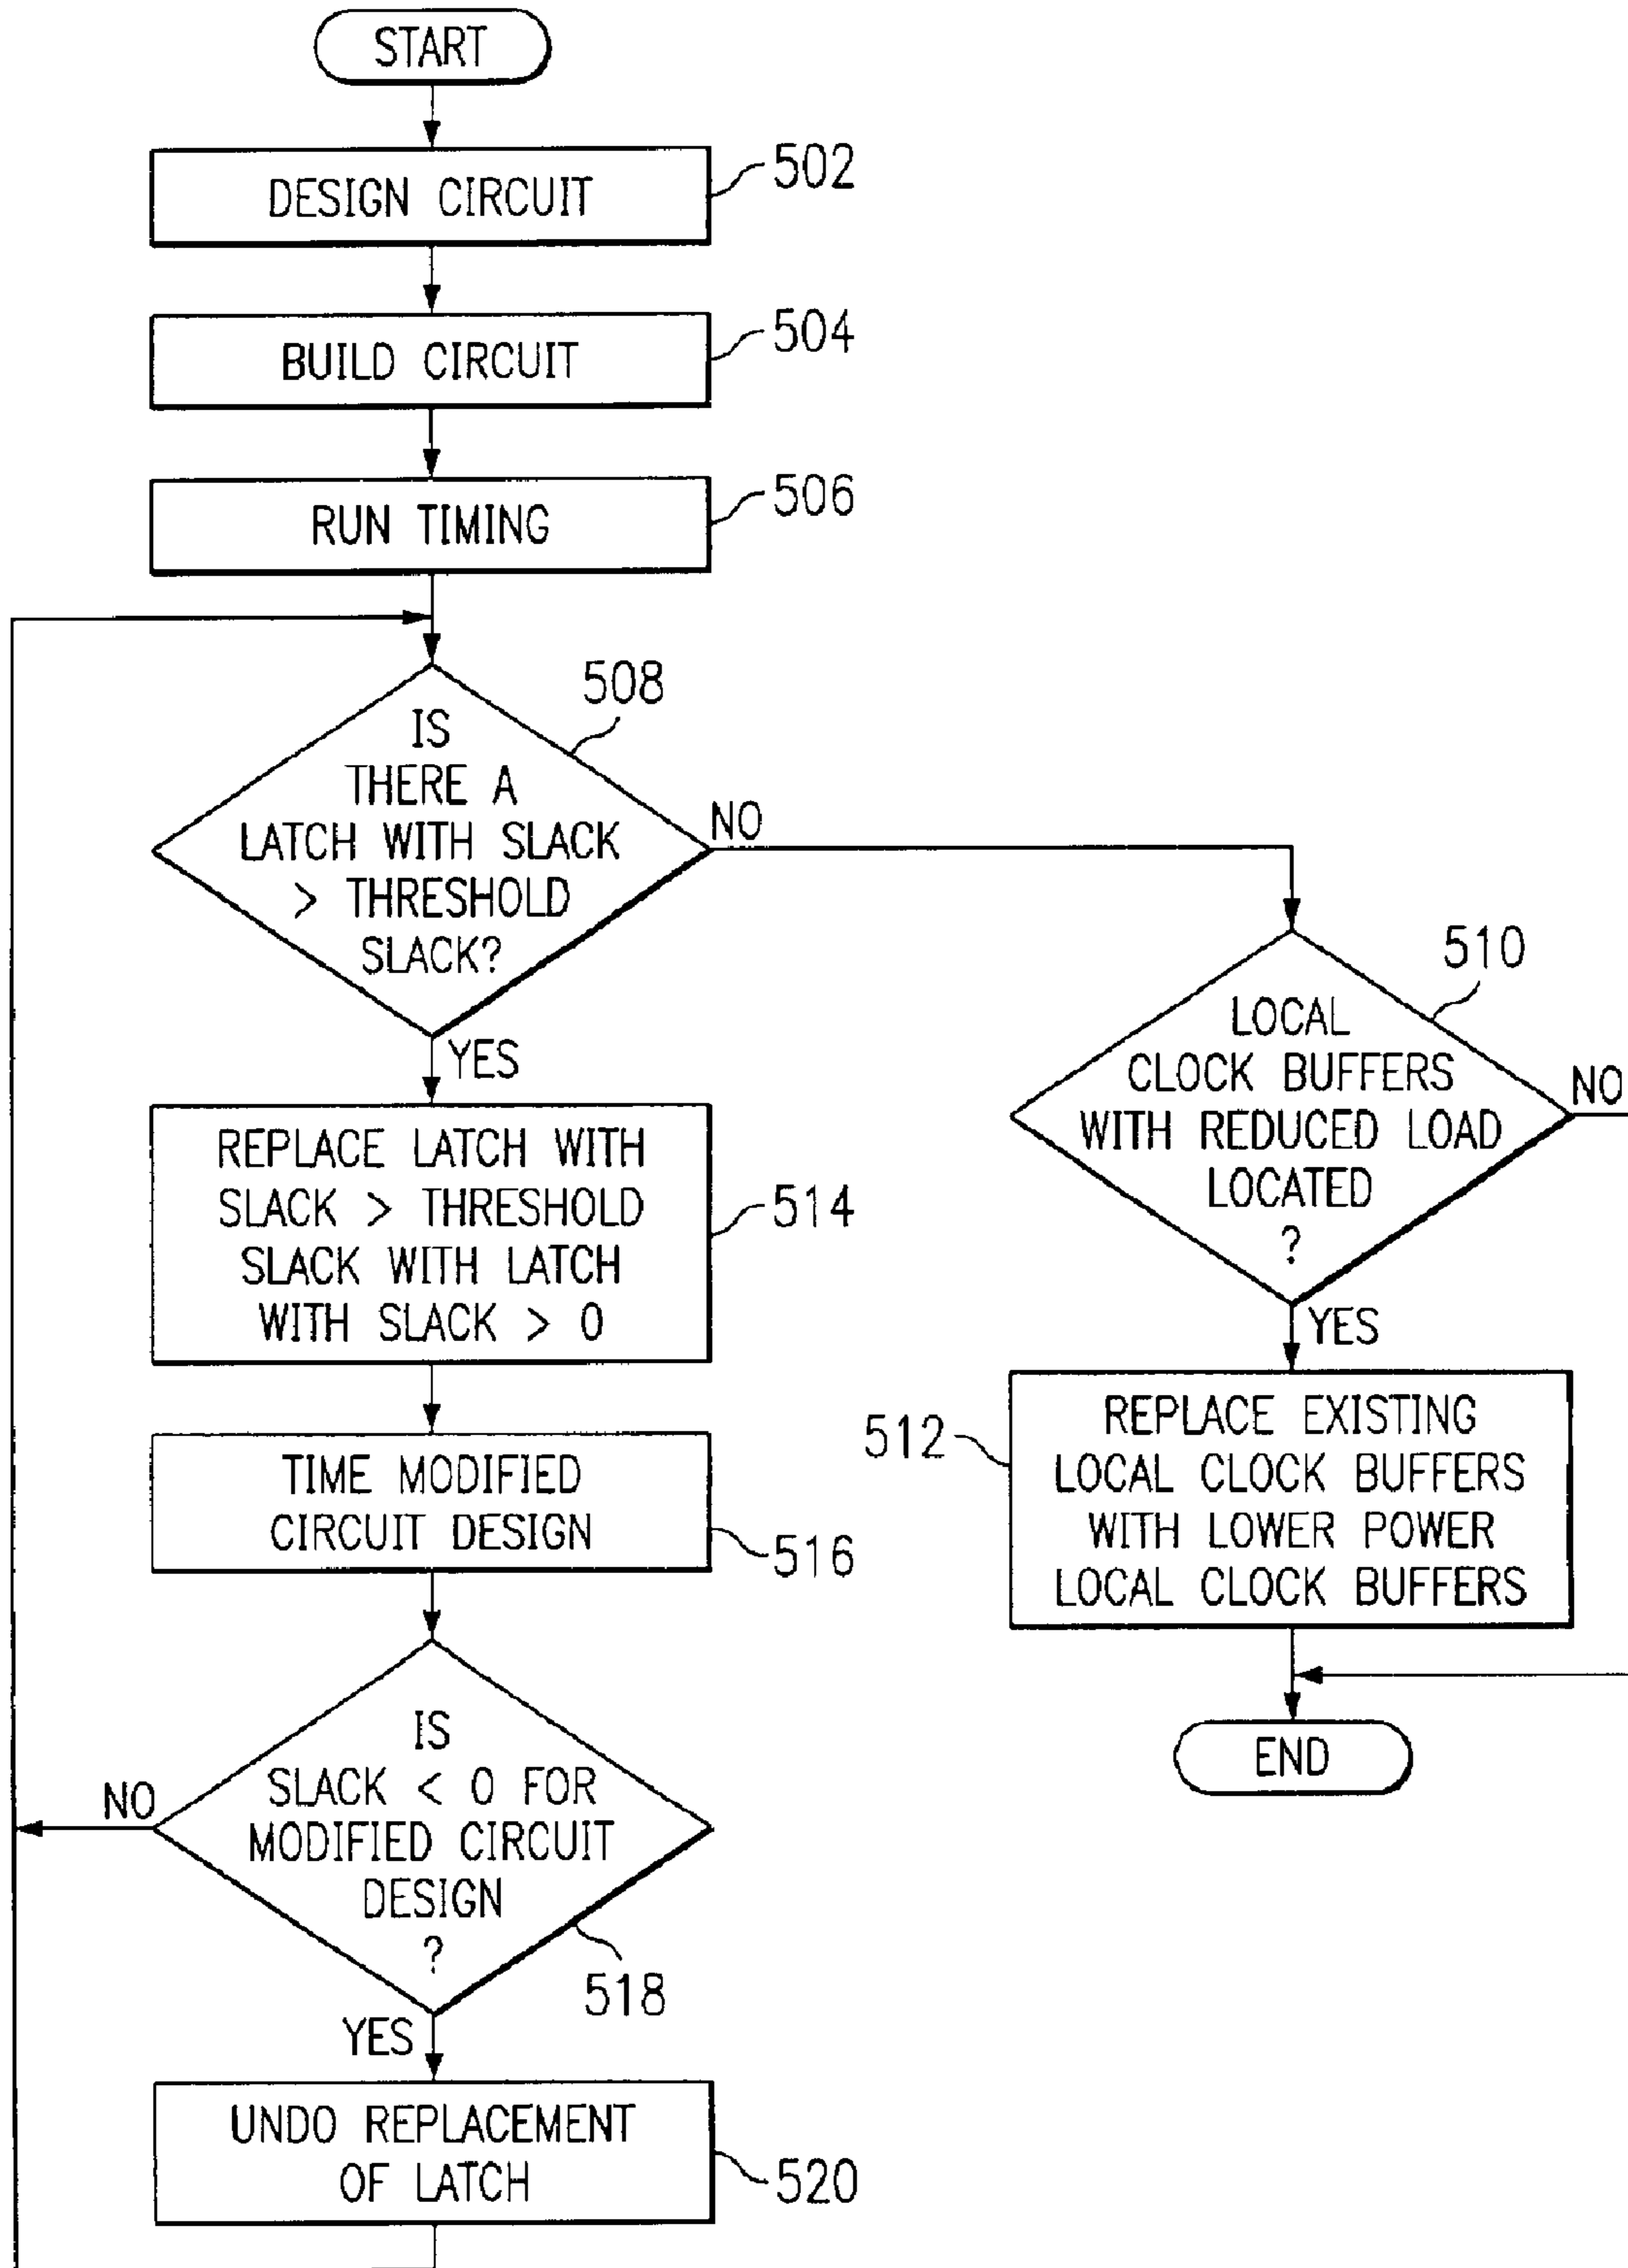 START
DESIGN CIRCUIT
502
BUILD CIRCUIT
504
RUN TIMING
506
508
IS
THERE A
LATCH WITH SLACK
> THRESHOLD
SLACK?
NO
YES
510
LOCAL
CLOCK BUFFERS
WITH REDUCED LOAD
LOCATED
?
NO
YES
REPLACE LATCH WITH
SLACK > THRESHOLD
SLACK WITH LATCH
WITH SLACK > 0
514
512
REPLACE EXISTING
LOCAL CLOCK BUFFERS
WITH LOWER POWER
LOCAL CLOCK BUFFERS
TIME MODIFIED
CIRCUIT DESIGN
516
END
IS
SLACK < 0 FOR
MODIFIED CIRCUIT
DESIGN
?
NO
518
YES
UNDO REPLACEMENT
OF LATCH
520